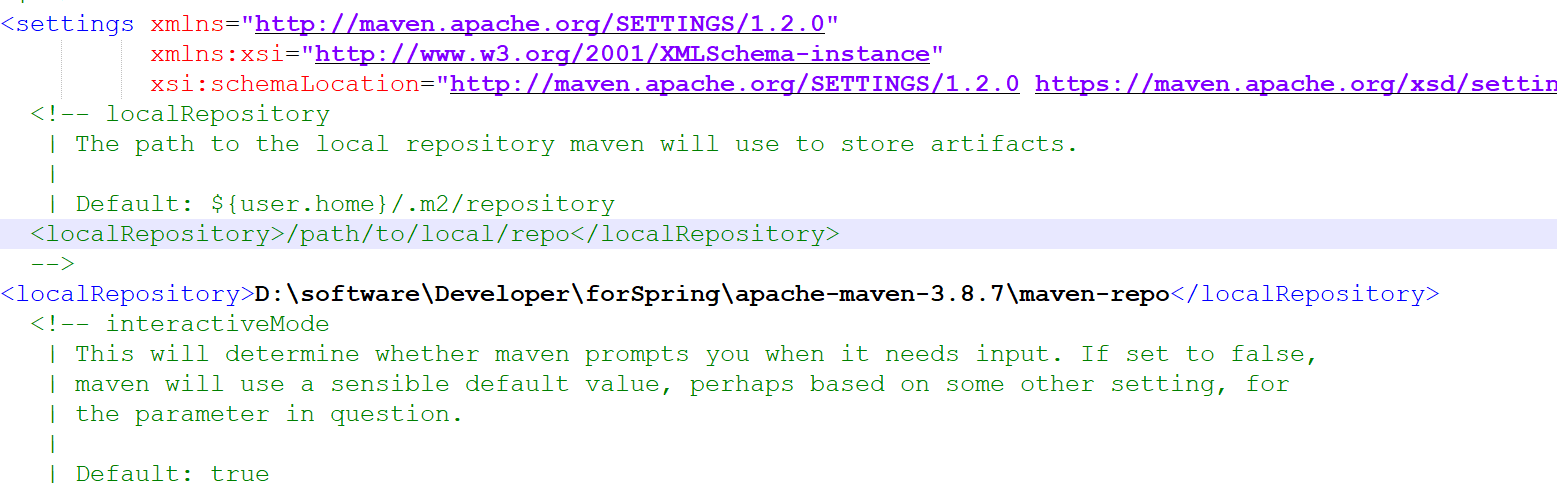 <settings xmlns="http://maven.apache.org/SETTINGS/1.2.0"
xmlns:xsi="http://www.w3.org/2001/XMLSchema-instance"
xsi:schemaLocation="http://maven.apache.org/SETTINGS/1.2.0 https://maven.apache.org/xsd/settin
<!-- localRepository
| The path to the local repository maven will use to store artifacts.
|
| Default: ${user.home}/.m2/repository
<localRepository>/path/to/local/repo</localRepository>
-->
<localRepository>D:\software\Developer\forSpring\apache-maven-3.8.7\maven-repo</localRepository>
<!-- interactiveMode
| This will determine whether maven prompts you when it needs input. If set to false,
| maven will use a sensible default value, perhaps based on some other setting, for
| the parameter in question.
|
| Default: true